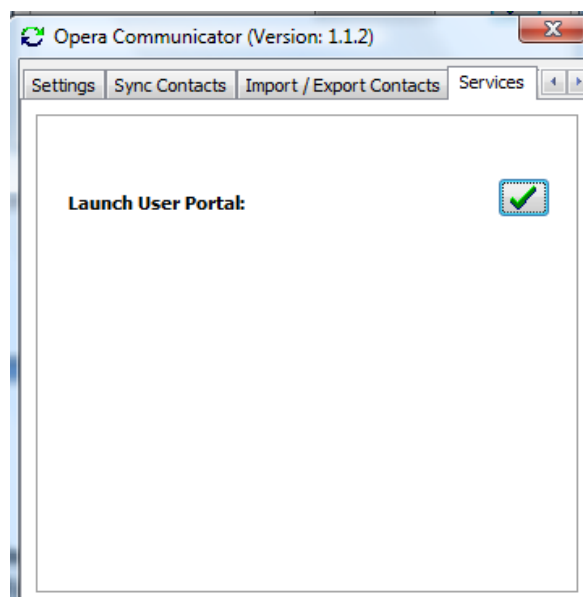 Opera Communicator (Version: 1.1.2)
Settings Sync Contacts Import / Export Contacts Services
Launch User Portal: